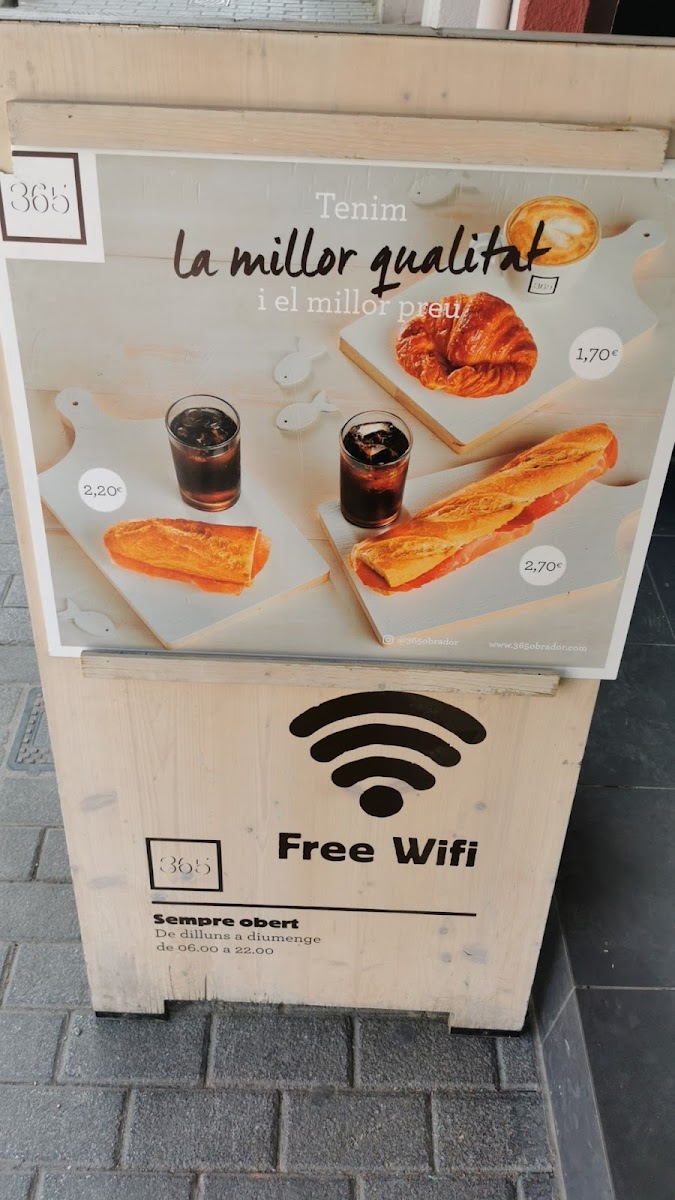 365
Tenim
la millor qualitat
i el millor preu
365
1,70€
2,20€
2,70€
@365obrador
www.365obrador.com
Free Wifi
365
Sempre obert
De dilluns a diumenge
de 06.00 a 22.00